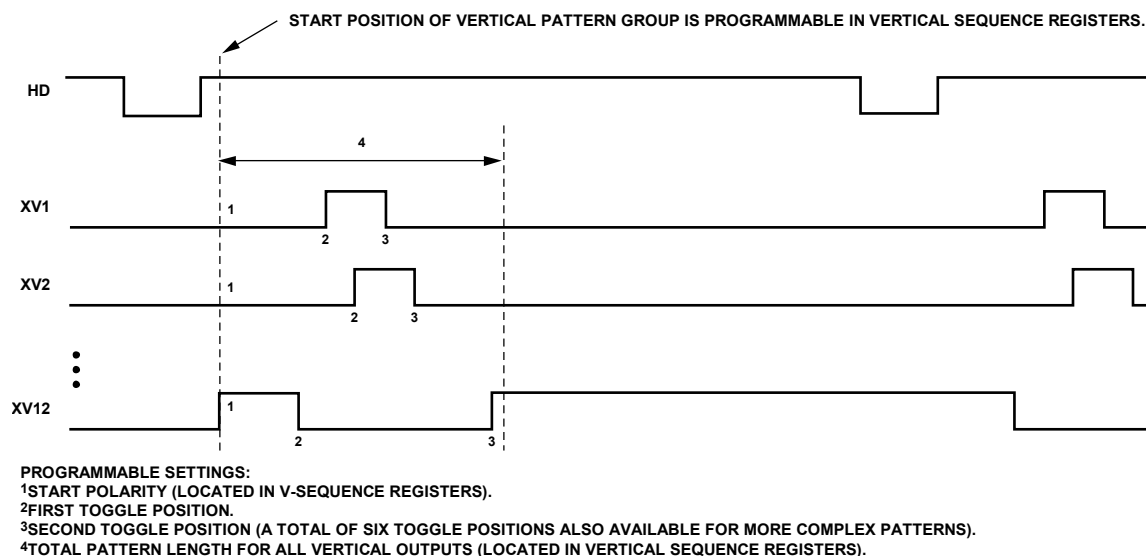 START POSITION OF VERTICAL PATTERN GROUP IS PROGRAMMABLE IN VERTICAL SEQUENCE REGISTERS.
HD
4
XV1
1
2 3
XV2
1
2 3
XV12
1
2 3
PROGRAMMABLE SETTINGS:
1START POLARITY (LOCATED IN V-SEQUENCE REGISTERS).
2FIRST TOGGLE POSITION.
3SECOND TOGGLE POSITION (A TOTAL OF SIX TOGGLE POSITIONS ALSO AVAILABLE FOR MORE COMPLEX PATTERNS).
4TOTAL PATTERN LENGTH FOR ALL VERTICAL OUTPUTS (LOCATED IN VERTICAL SEQUENCE REGISTERS).